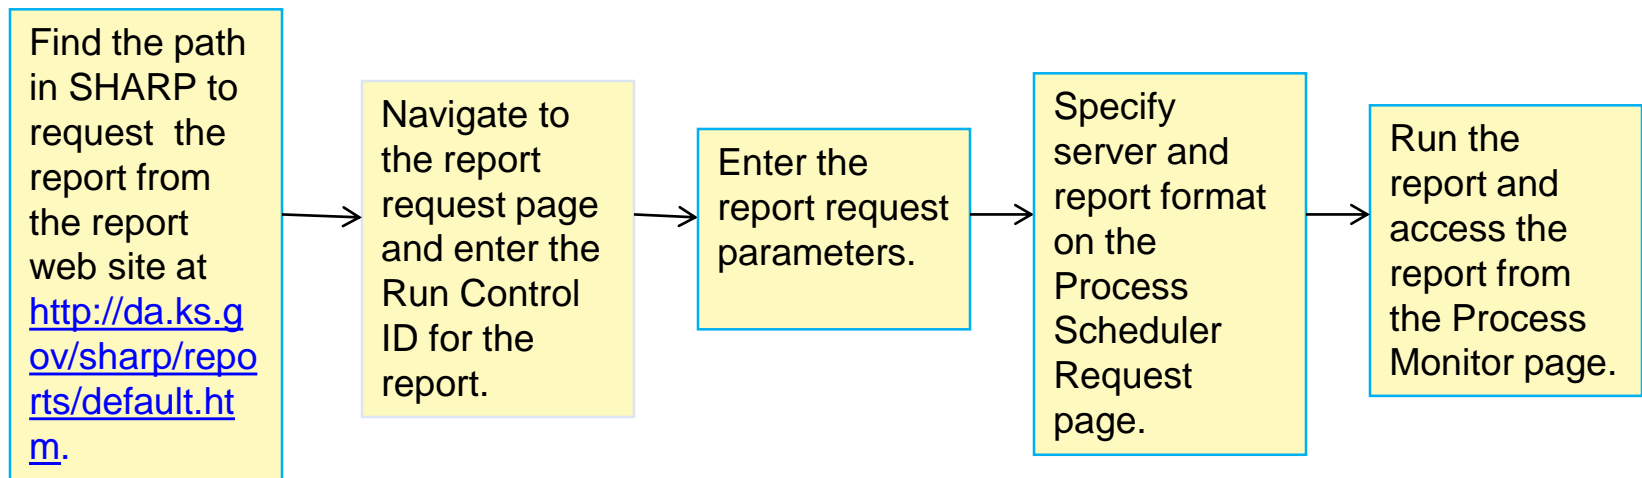 Find the path
in SHARP to
request  the
report from
the report
web site at
http://da.ks.g
ov/sharp/repo
rts/default.ht
m.
Navigate to
the report
request page
and enter the
Run Control
ID for the
report.
Enter the
report request
parameters.
Specify
server and
report format
on the
Process
Scheduler
Request
page.
Run the
report and
access the
report from
the Process
Monitor page.